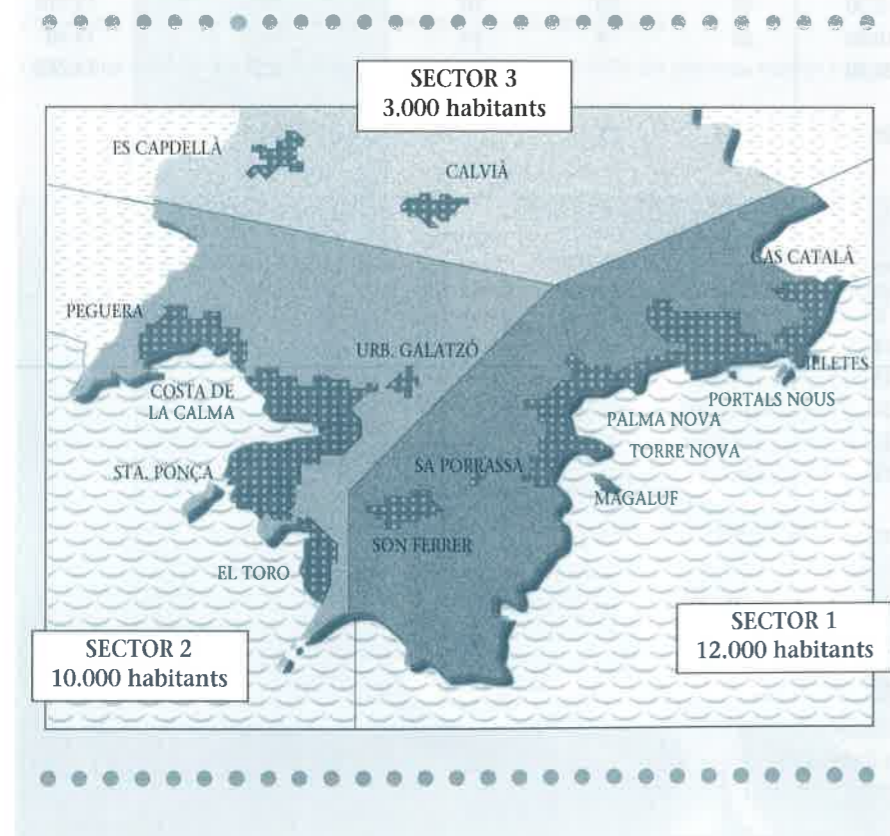 SECTOR 3
3.000 habitants
ES CAPDELLÀ
CALVIÀ
CAS CATALÀ
PEGUERA
URB. GALATZÓ
ILLETES
COSTA DE
LA CALMA
PORTALS NOUS
PALMA NOVA
TORRE NOVA
STA. PONÇA
SA PORRASSA
MAGALUF
SON FERRER
EL TORO
SECTOR 1
12.000 habitants
SECTOR 2
10.000 habitants